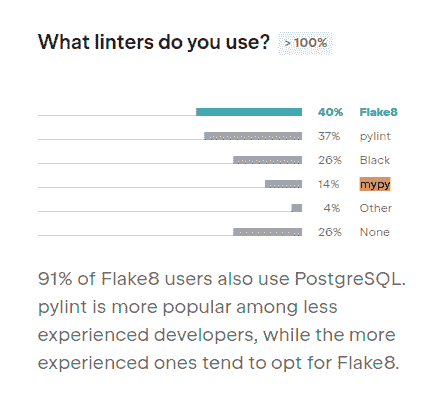 What linters do you use? > 100%
40% Flake8
37% pylint
26% Black
14% mypy
4% Other
26% None
91% of Flake8 users also use PostgreSQL.
pylint is more popular among less
experienced developers, while the more
experienced ones tend to opt for Flake8.